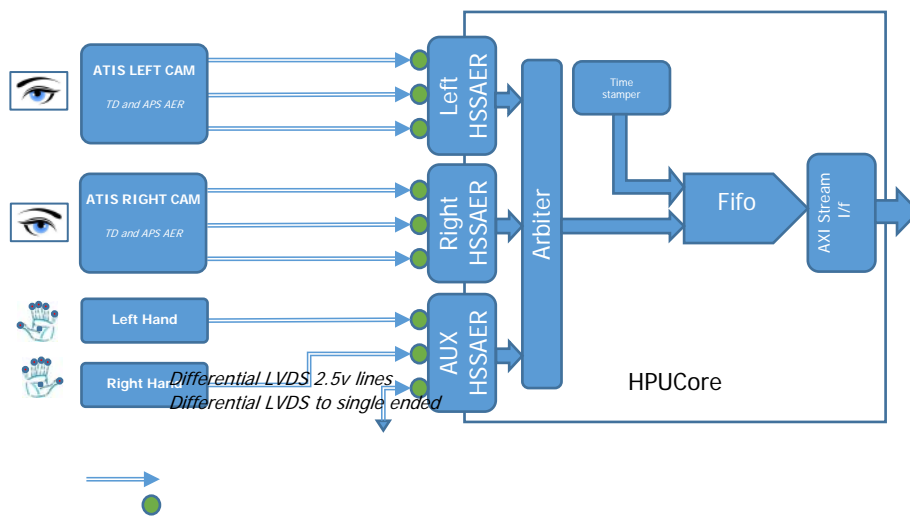 ATIS LEFT CAM
TD and APS AER
ATIS RIGHT CAM
TD and APS AER
Left Hand
Right Hand
Differential LVDS 2.5v lines
Differential LVDS to single ended
Left
HSSAER
Right
HSSAER
AUX
HSSAER
Arbiter
Time
stamper
Fifo
AXI Stream
I/f
HPUCore